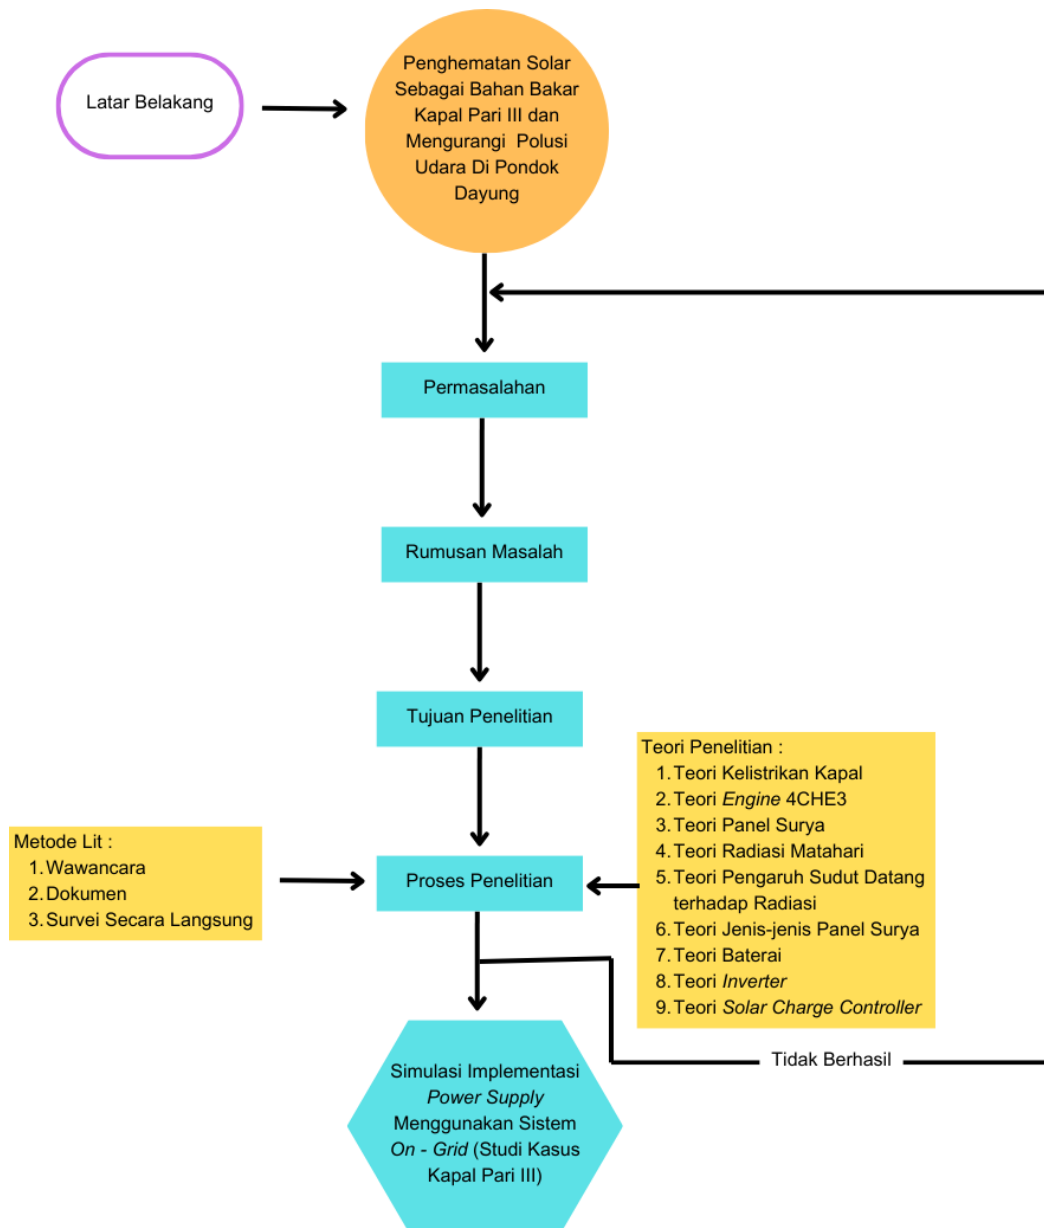 Latar Belakang
Penghematan Solar
Sebagai Bahan Bakar
Kapal Pari III dan
Mengurangi Polusi
Udara Di Pondok
Dayung
Permasalahan
Rumusan Masalah
Tujuan Penelitian
Metode Lit :
1. Wawancara
2. Dokumen
3. Survei Secara Langsung
Proses Penelitian
Teori Penelitian :
1. Teori Kelistrikan Kapal
2. Teori Engine 4CHE3
3. Teori Panel Surya
4. Teori Radiasi Matahari
5. Teori Pengaruh Sudut Datang
terhadap Radiasi
6. Teori Jenis-jenis Panel Surya
7. Teori Baterai
8. Teori Inverter
9. Teori Solar Charge Controller
Tidak Berhasil
Simulasi Implementasi
Power Supply
Menggunakan Sistem
On - Grid (Studi Kasus
Kapal Pari III)